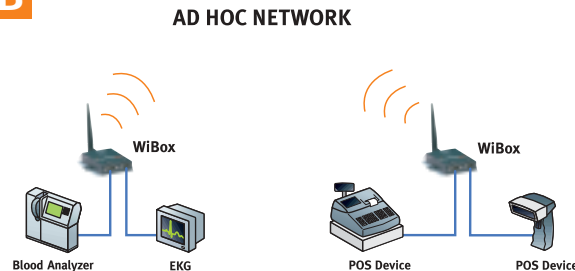 B
AD HOC NETWORK
WiBox
WiBox
Blood Analyzer
EKG
POS Device
POS Device